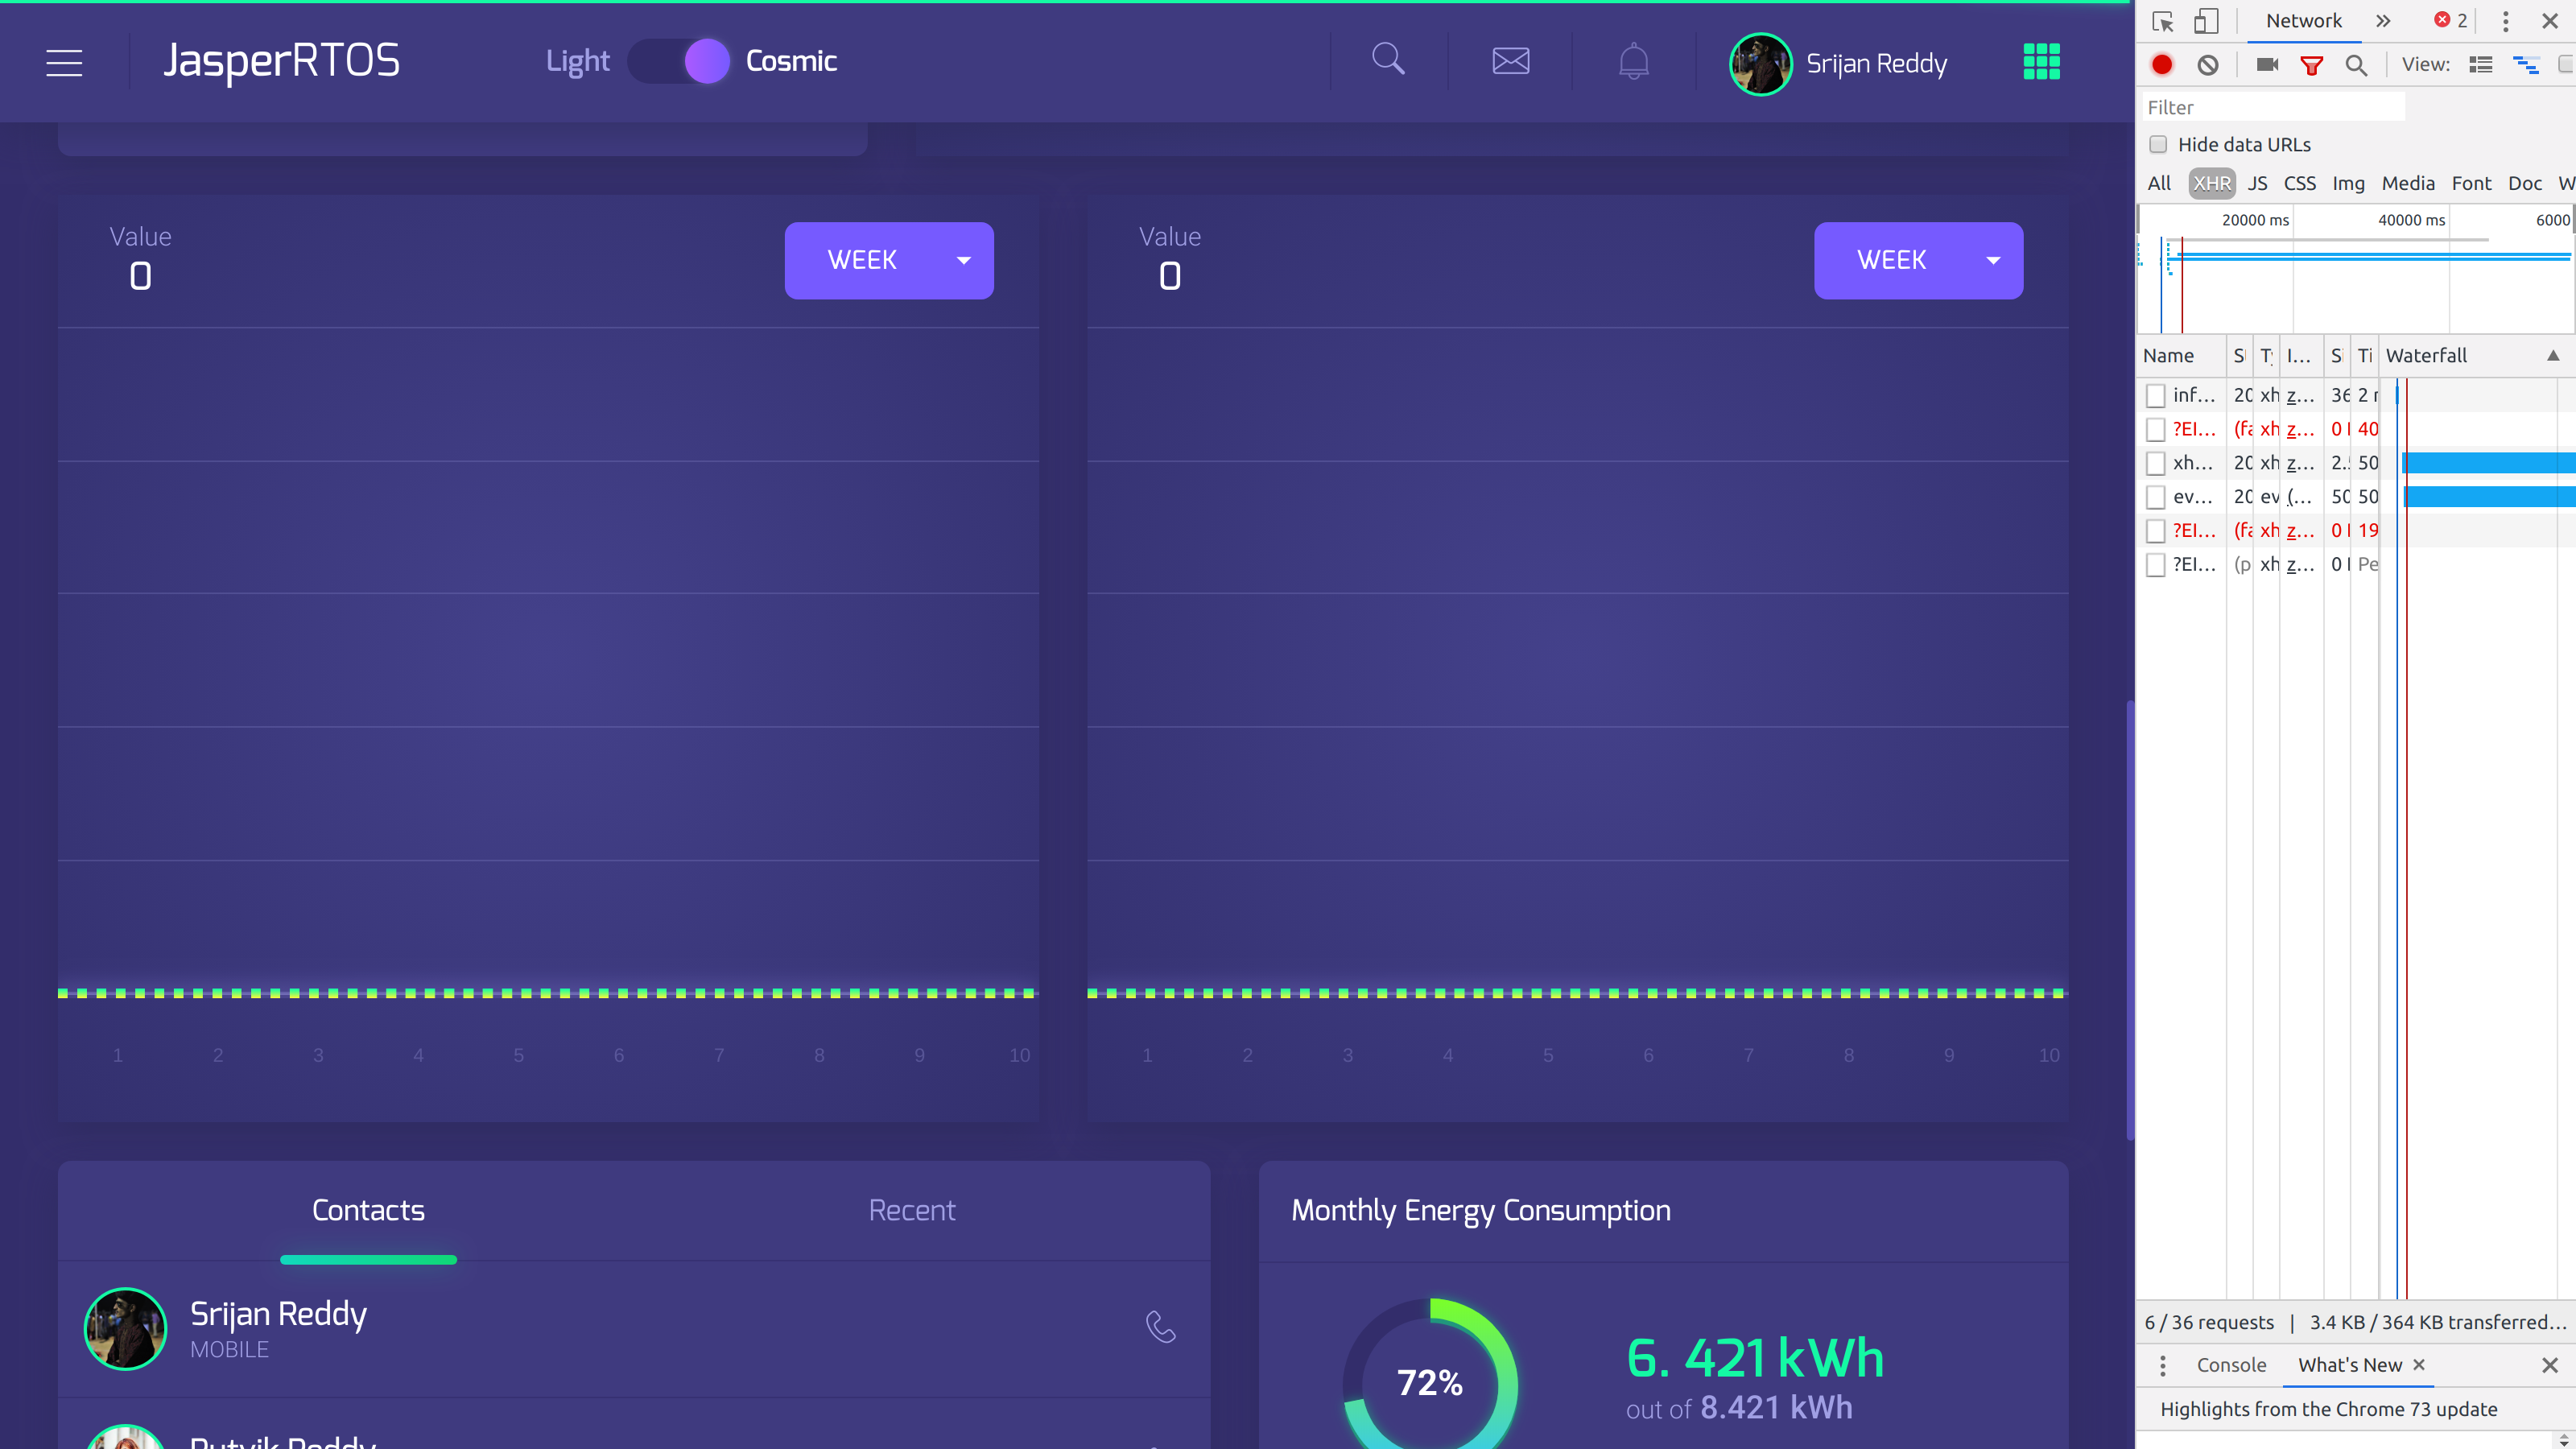 JasperRTOS
Light Cosmic
Srijan Reddy
Value
0
WEEK
Value
0
WEEK
1 2 3 4 5 6 7 8 9 10
1 2 3 4 5 6 7 8 9 10
Contacts Recent
Srijan Reddy
MOBILE
Monthly Energy Consumption
72%
6. 421 kWh
out of 8.421 kWh
Network 2
View:
Filter
Hide data URLs
All XHR JS CSS Img Media Font Doc W
20000 ms 40000 ms 6000
Name I... Si Ti Waterfall
inf... 20 xh z... 36 2
?EI... (fa xh z... 0 40
xh... 20 xh z... 2. 50
ev... 20 ev (... 50 50
?EI... (fa xh z... 0 19
?EI... (p xh z... 0 Pe
6 / 36 requests | 3.4 KB / 364 KB transferred...
Console What's New
Highlights from the Chrome 73 update